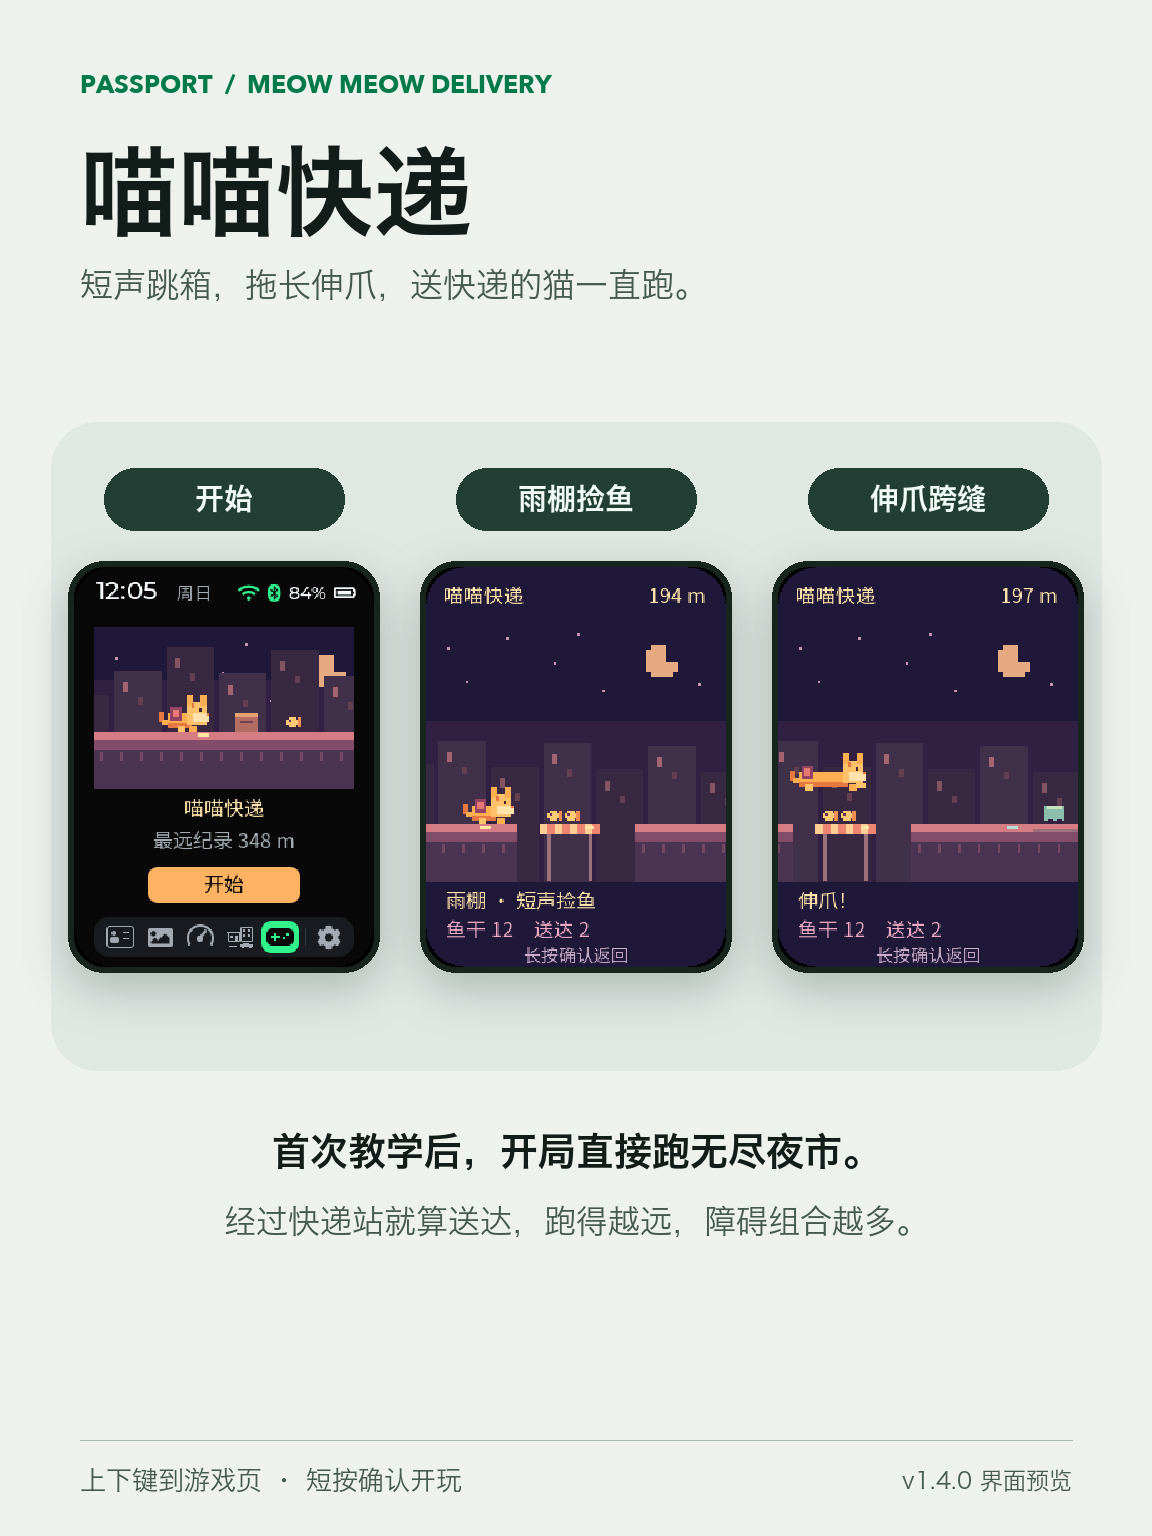 PASSPORT / MEOW MEOW DELIVERY
喵喵快递
短声跳箱，拖长伸爪，送快递的猫一直跑。
开始
雨棚捡鱼
伸爪跨缝
12:05 周日 84%
喵喵快递
最远纪录 348 m
开始
喵喵快递 194 m
雨棚 · 短声捡鱼
鱼干 12 送达 2
长按确认返回
喵喵快递 197 m
伸爪！
鱼干 12 送达 2
长按确认返回
首次教学后，开局直接跑无尽夜市。
经过快递站就算送达，跑得越远，障碍组合越多。
上下键到游戏页 · 短按确认开玩
v1.4.0 界面预览